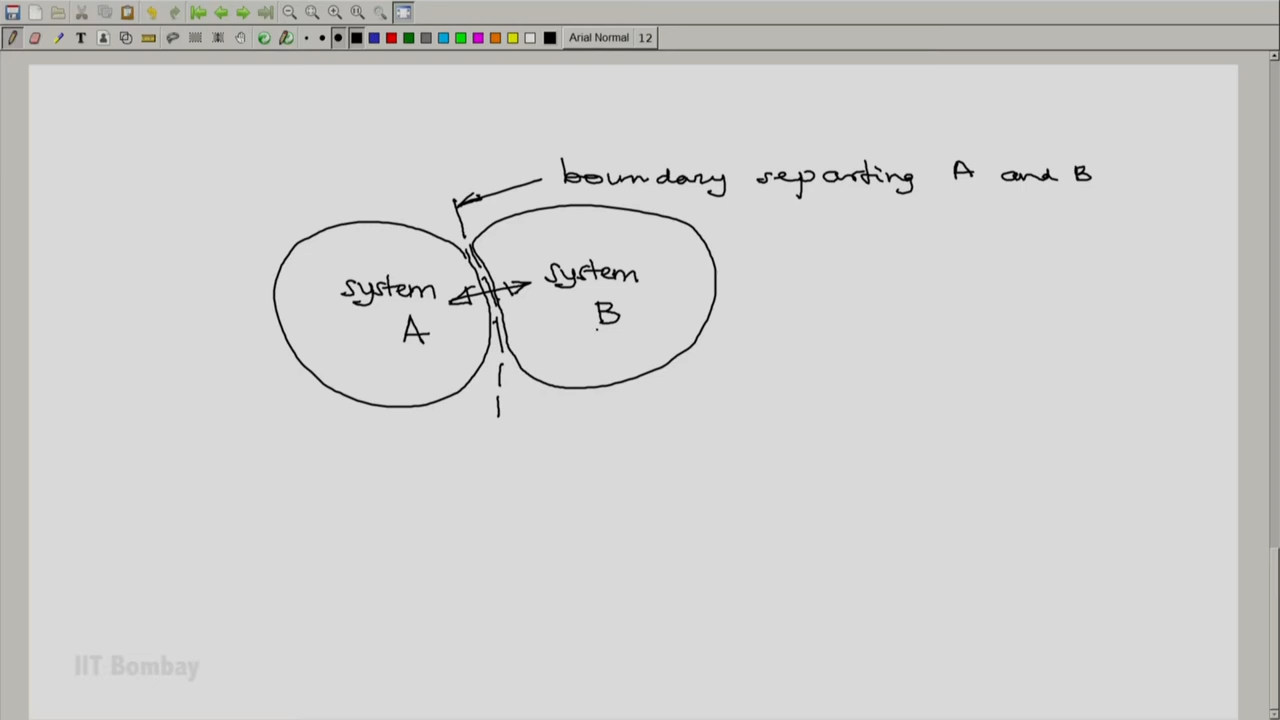 Arial Normal 12
boundary separting A and B
system
A
system
B
IIT Bombay